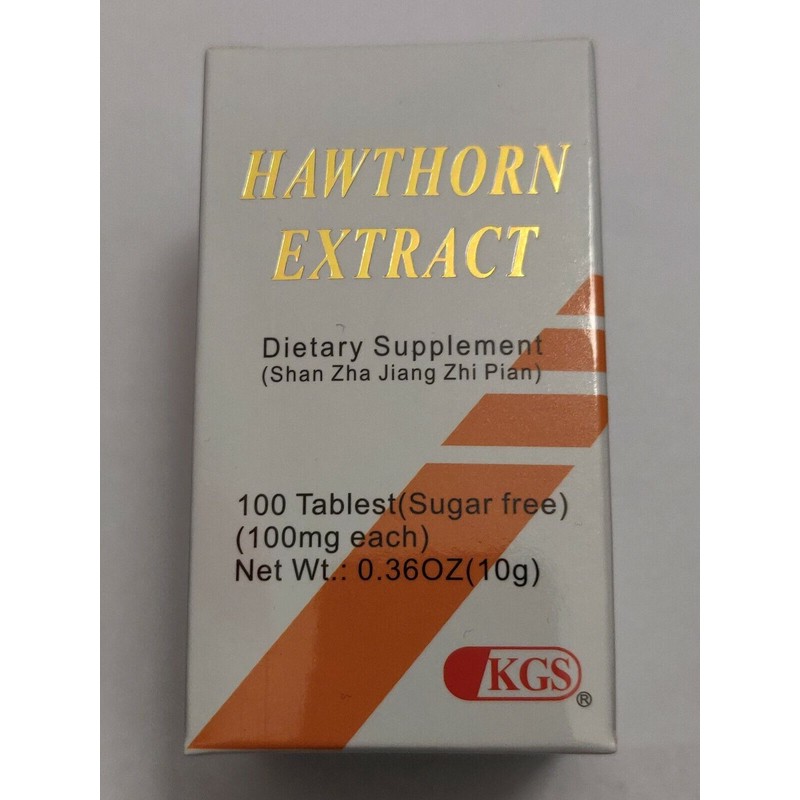 HAWTHORN
EXTRACT
Dietary Supplement
(Shan Zha Jiang Zhi Pian)
100 Tablest(Sugar free)
(100mg each)
Net Wt.: 0.36OZ(10g)
KGS®